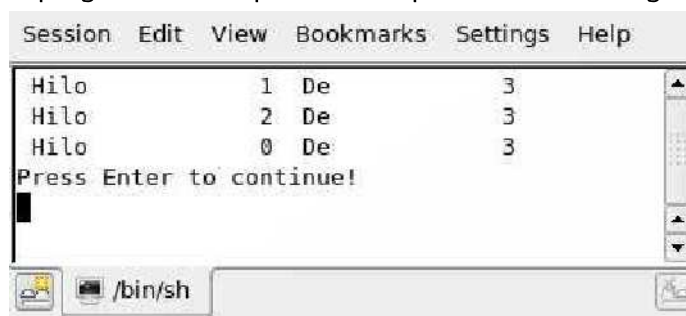 Session Edit View Bookmarks Settings Help
Hilo 1 De 3
Hilo 2 De 3
Hilo 0 De 3
Press Enter to continue!
/bin/sh